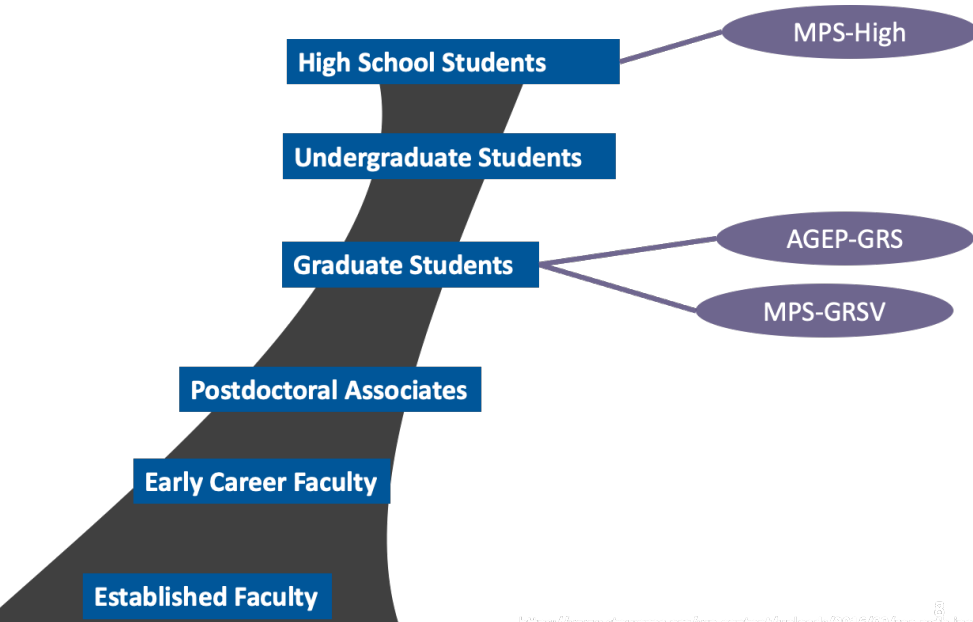 MPS-High
High School Students
Undergraduate Students
AGEP-GRS
Graduate Students
MPS-GRSV
Postdoctoral Associates
Early Career Faculty
Established Faculty
8